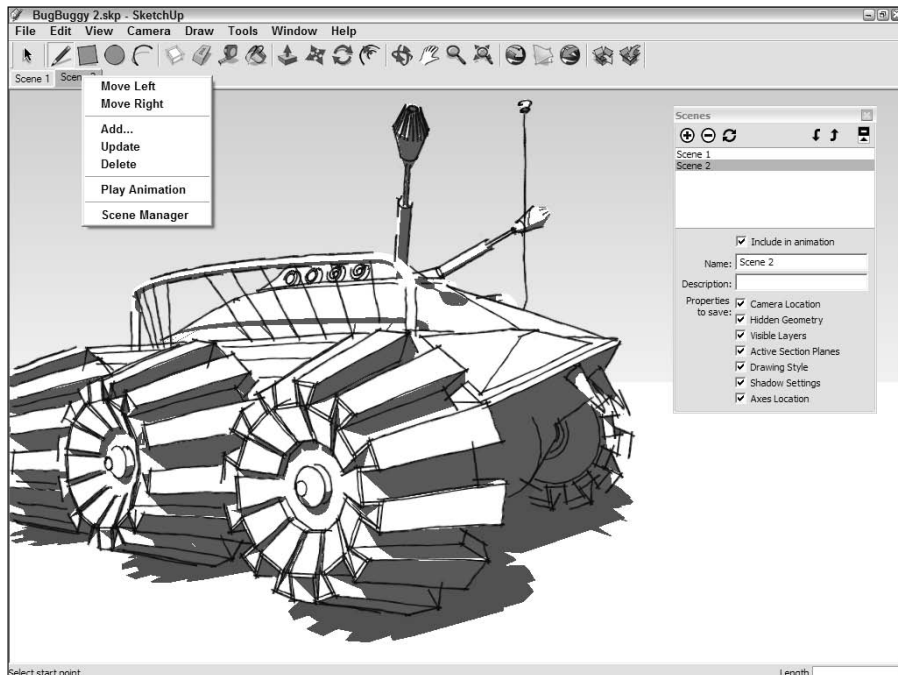 BugBuggy 2.skp - SketchUp
File Edit View Camera Draw Tools Window Help
Scene 1 Scene 2
Move Left
Move Right
Add...
Update
Delete
Play Animation
Scene Manager
Scenes
Scene 1
Scene 2
Include in animation
Name: Scene 2
Description:
Properties to save:
Camera Location
Hidden Geometry
Visible Layers
Active Section Planes
Drawing Style
Shadow Settings
Axes Location
Select start point
Length